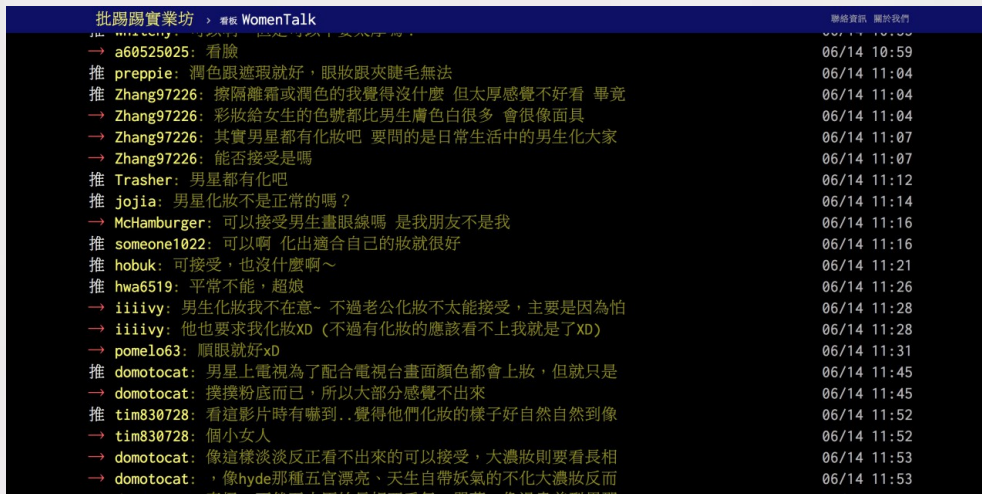 批踢踢實業坊 › 看板 WomenTalk 聯絡資訊 關於我們
→ a60525025: 看臉 06/14 10:59
推 preppie: 潤色跟遮瑕就好，眼妝跟夾睫毛無法 06/14 11:04
推 Zhang97226: 擦隔離霜或潤色的我覺得沒什麼 但太厚感覺不好看 畢竟 06/14 11:04
→ Zhang97226: 彩妝給女生的色號都比男生膚色白很多 會很像面具 06/14 11:04
→ Zhang97226: 其實男星都有化妝吧 要問的是日常生活中的男生化大家 06/14 11:07
→ Zhang97226: 能否接受是嗎 06/14 11:07
推 Trasher: 男星都有化吧 06/14 11:12
推 jojia: 男星化妝不是正常的嗎？ 06/14 11:14
→ McHamburger: 可以接受男生畫眼線嗎 是我朋友不是我 06/14 11:16
推 someone1022: 可以啊 化出適合自己的妝就很好 06/14 11:16
推 hobuk: 可接受，也沒什麼啊～ 06/14 11:21
推 hwa6519: 平常不能，超娘 06/14 11:26
→ iiiivy: 男生化妝我不在意~ 不過老公化妝不太能接受，主要是因為怕 06/14 11:28
→ iiiivy: 他也要求我化妝XD (不過有化妝的應該看不上我就是了XD) 06/14 11:28
→ pomelo63: 順眼就好xD 06/14 11:31
推 domotocat: 男星上電視為了配合電視台畫面顏色都會上妝，但就只是 06/14 11:45
→ domotocat: 撲撲粉底而已，所以大部分感覺不出來 06/14 11:45
推 tim830728: 看這影片時有嚇到..覺得他們化妝的樣子好自然自然到像 06/14 11:52
→ tim830728: 個小女人 06/14 11:52
→ domotocat: 像這樣淡淡反正看不出來的可以接受，大濃妝則要看長相 06/14 11:53
→ domotocat: ，像hyde那種五官漂亮、天生自帶妖氣的不化大濃妝反而 06/14 11:54